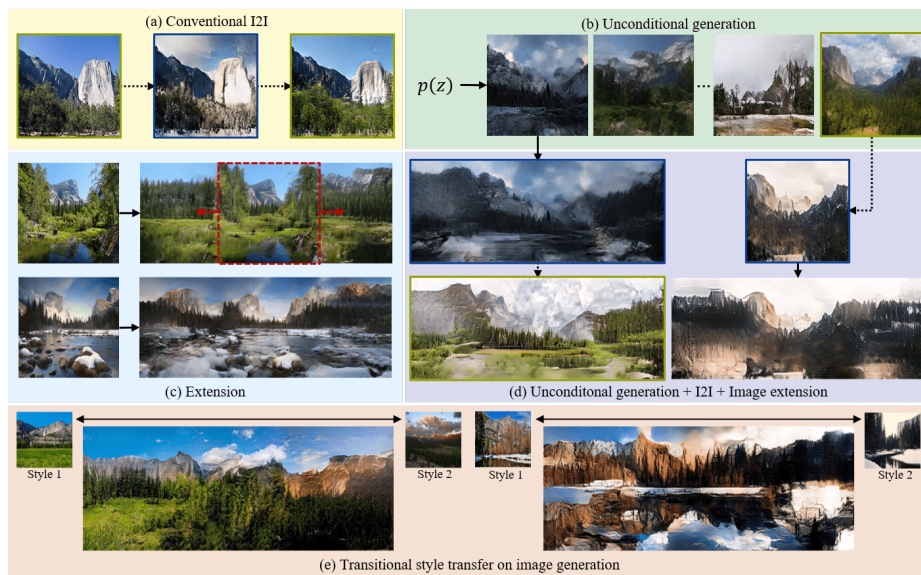 (a) Conventional I2I
(b) Unconditional generation
p(z)
...
(c) Extension
(d) Unconditonal generation + I2I + Image extension
Style 1
Style 2
Style 1
Style 2
(e) Transitional style transfer on image generation